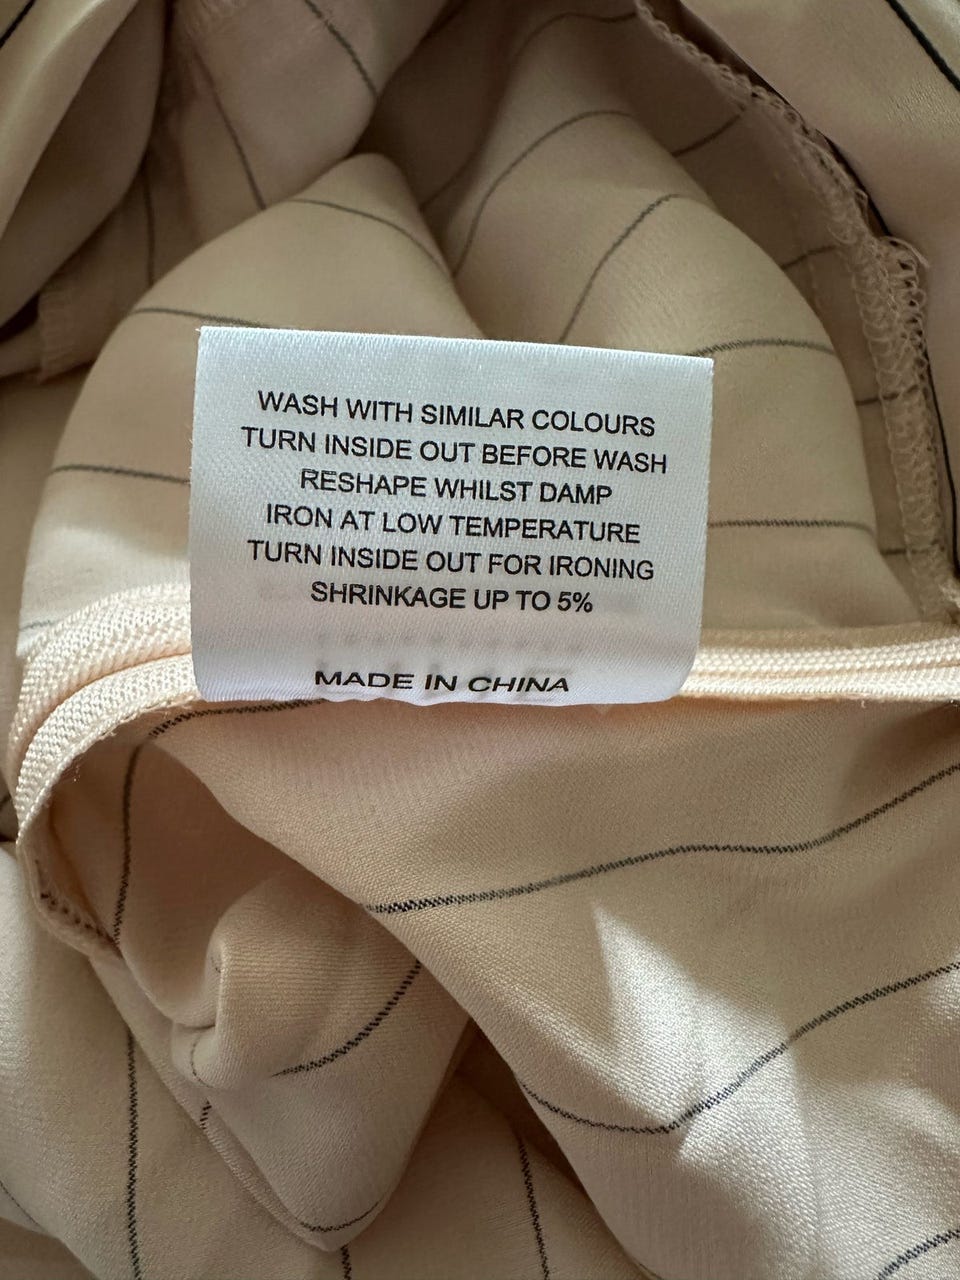 WASH WITH SIMILAR COLOURS
TURN INSIDE OUT BEFORE WASH
RESHAPE WHILST DAMP
IRON AT LOW TEMPERATURE
TURN INSIDE OUT FOR IRONING
SHRINKAGE UP TO 5%
MADE IN CHINA